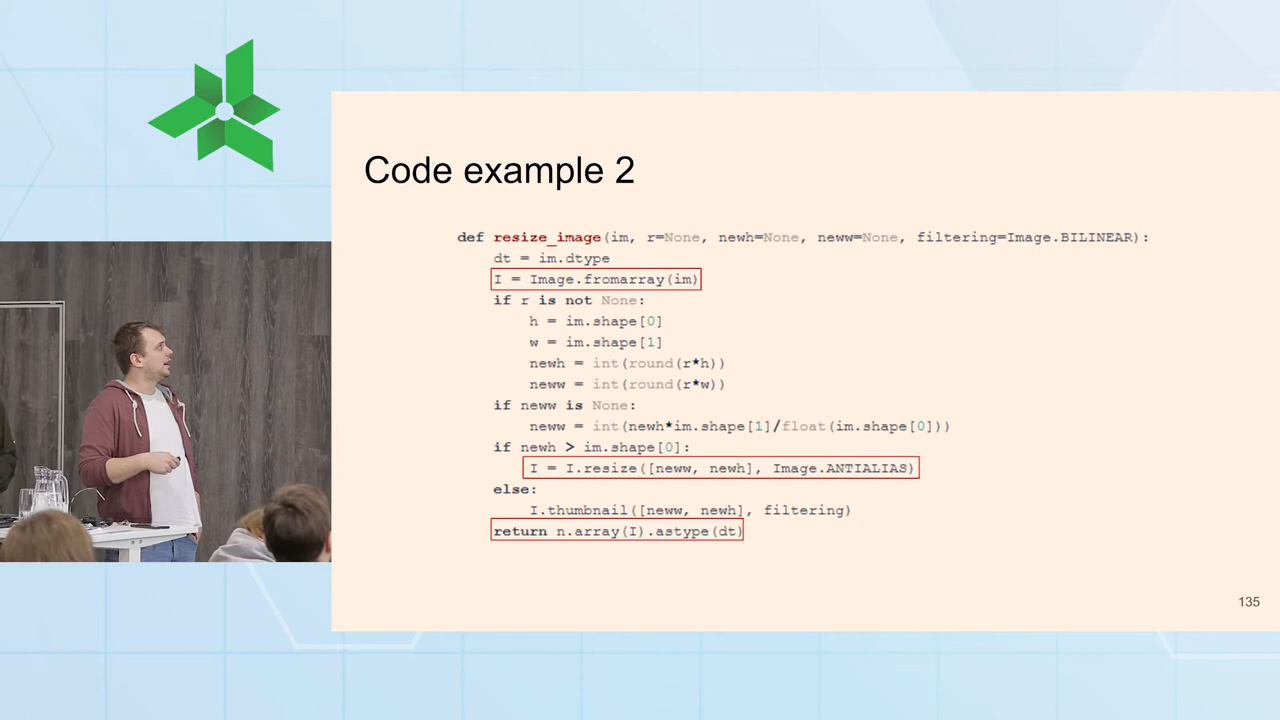 Code example 2
def resize_image(im, r=None, newh=None, neww=None, filtering=Image.BILINEAR):
dt = im.dtype
I = Image.fromarray(im)
if r is not None:
h = im.shape[0]
w = im.shape[1]
newh = int(round(r*h))
neww = int(round(r*w))
if neww is None:
neww = int(newh*im.shape[1]/float(im.shape[0]))
if newh > im.shape[0]:
I = I.resize([neww, newh], Image.ANTIALIAS)
else:
I.thumbnail([neww, newh], filtering)
return n.array(I).astype(dt)
135